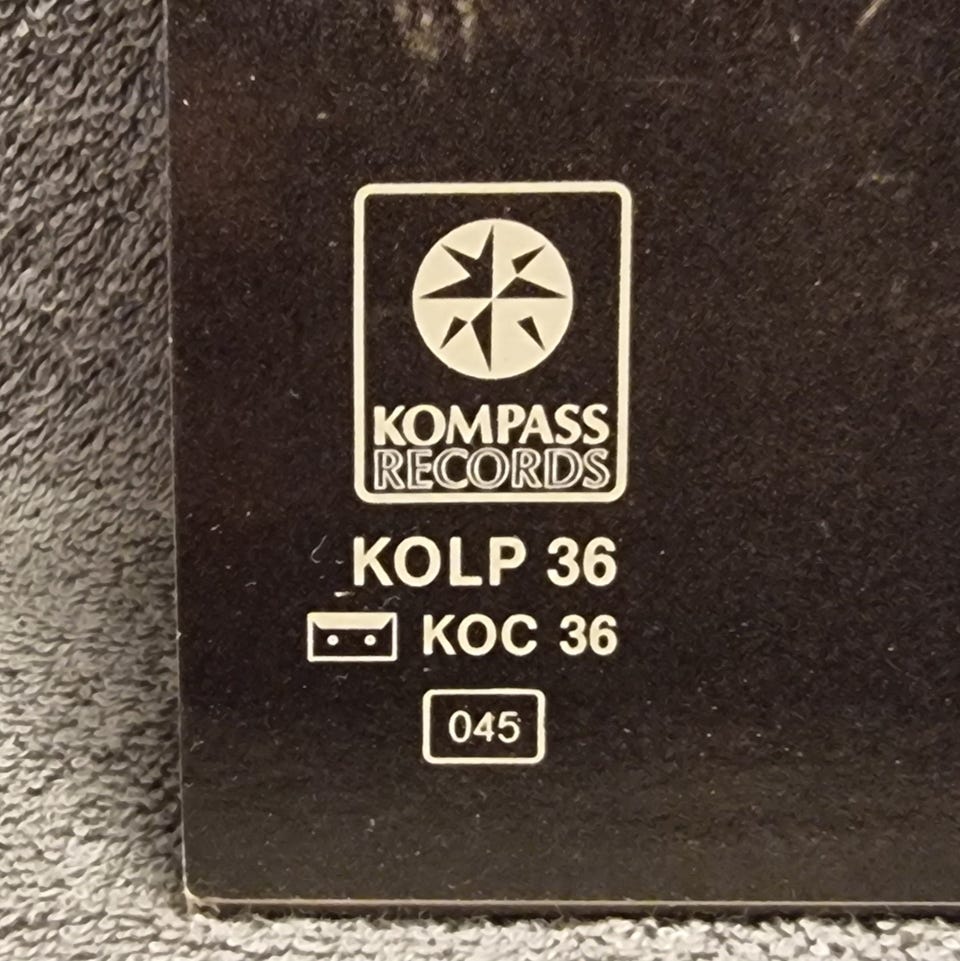 KOMPASS
RECORDS
KOLP 36
KOC 36
045